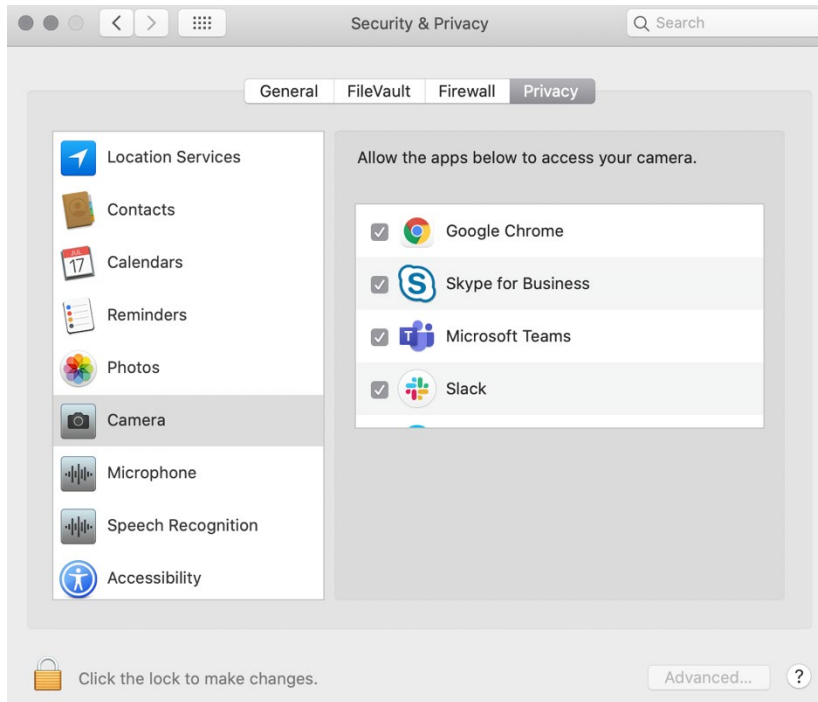 Security & Privacy
Search
General FileVault Firewall Privacy
Location Services
Contacts
JUL
17
Calendars
Reminders
Photos
Camera
Microphone
Speech Recognition
Accessibility
Allow the apps below to access your camera.
Google Chrome
S
Skype for Business
T
Microsoft Teams
Slack
Click the lock to make changes.
Advanced...
?